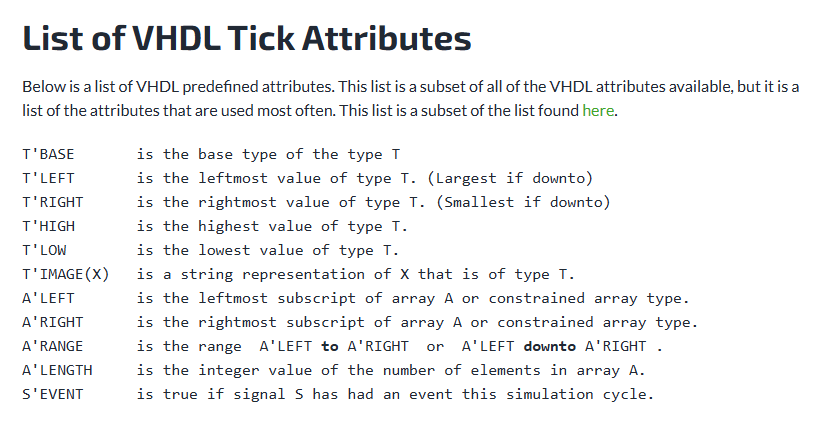 List of VHDL Tick Attributes
Below is a list of VHDL predefined attributes. This list is a subset of all of the VHDL attributes available, but it is a
list of the attributes that are used most often. This list is a subset of the list found here.
T'BASE is the base type of the type T
T'LEFT is the leftmost value of type T. (Largest if downto)
T'RIGHT is the rightmost value of type T. (Smallest if downto)
T'HIGH is the highest value of type T.
T'LOW is the lowest value of type T.
T'IMAGE(X) is a string representation of X that is of type T.
A'LEFT is the leftmost subscript of array A or constrained array type.
A'RIGHT is the rightmost subscript of array A or constrained array type.
A'RANGE is the range A'LEFT to A'RIGHT or A'LEFT downto A'RIGHT .
A'LENGTH is the integer value of the number of elements in array A.
S'EVENT is true if signal S has had an event this simulation cycle.